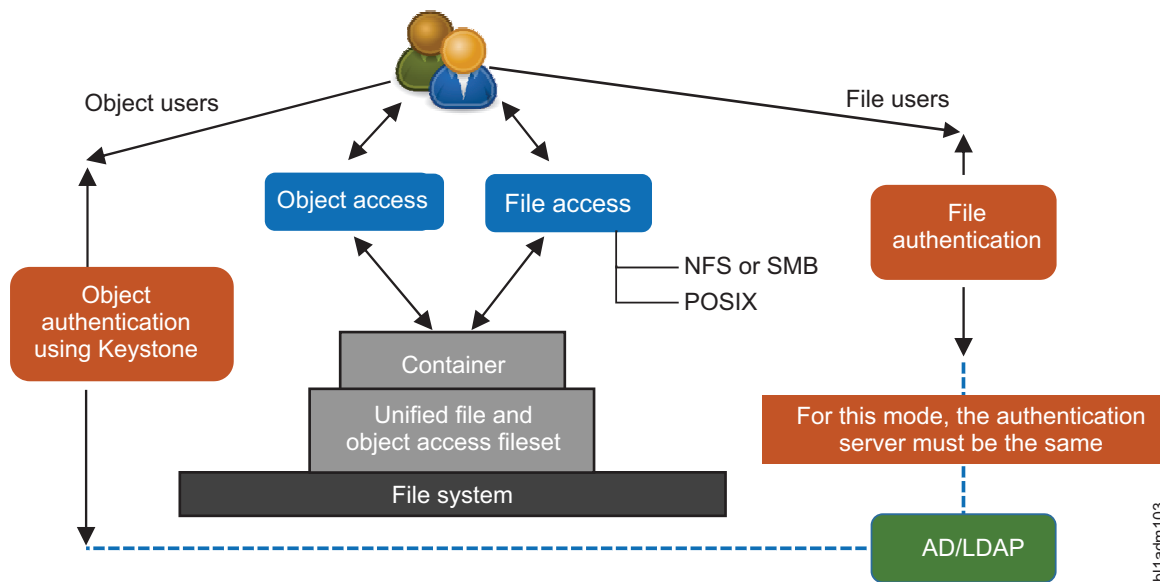 Object users
File users
Object access
File access
File
authentication
NFS or SMB
POSIX
Object
authentication
using Keystone
Container
Unified file and
object access fileset
For this mode, the authentication
server must be the same
File system
AD/LDAP
bl1adm103